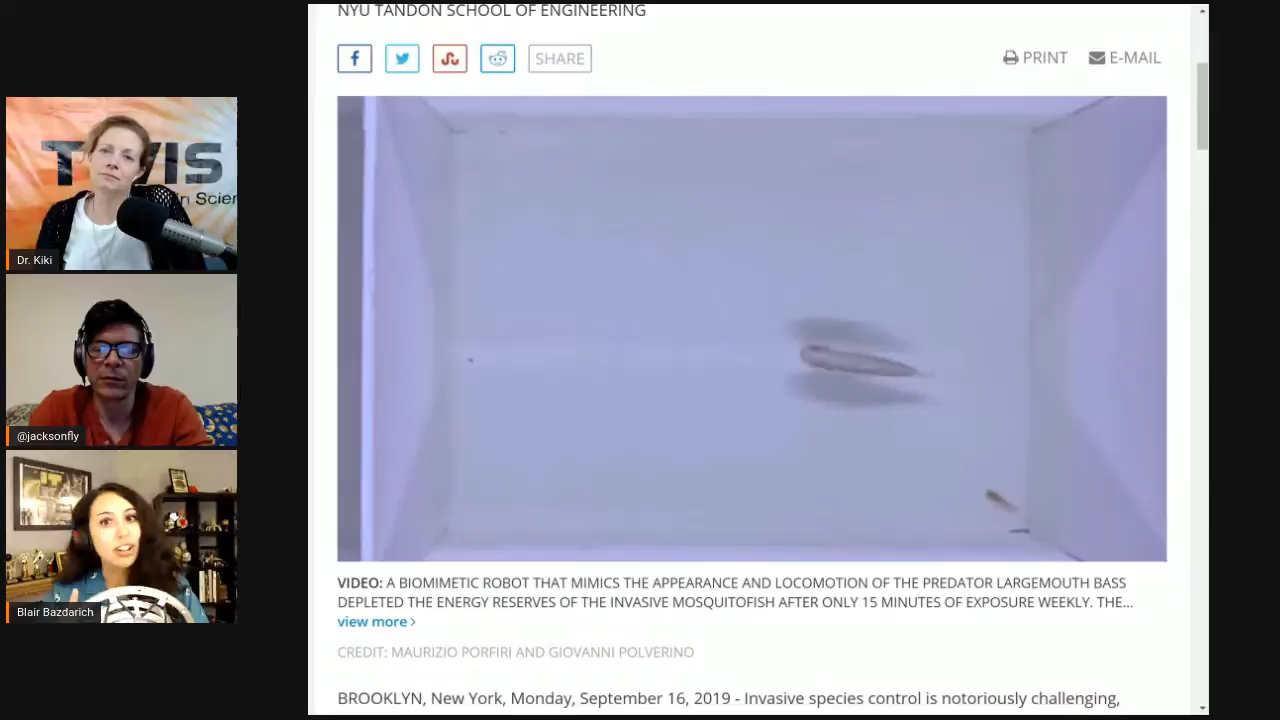 NYU TANDON SCHOOL OF ENGINEERING
SHARE
PRINT
E-MAIL
Dr. Kiki
@jacksonfly
Blair Bazdarich
VIDEO: A BIOMIMETIC ROBOT THAT MIMICS THE APPEARANCE AND LOCOMOTION OF THE PREDATOR LARGEMOUTH BASS
DEPLETED THE ENERGY RESERVES OF THE INVASIVE MOSQUITOFISH AFTER ONLY 15 MINUTES OF EXPOSURE WEEKLY. THE...
view more >
CREDIT: MAURIZIO PORFIRI AND GIOVANNI POLVERINO
BROOKLYN, New York, Monday, September 16, 2019 - Invasive species control is notoriously challenging,